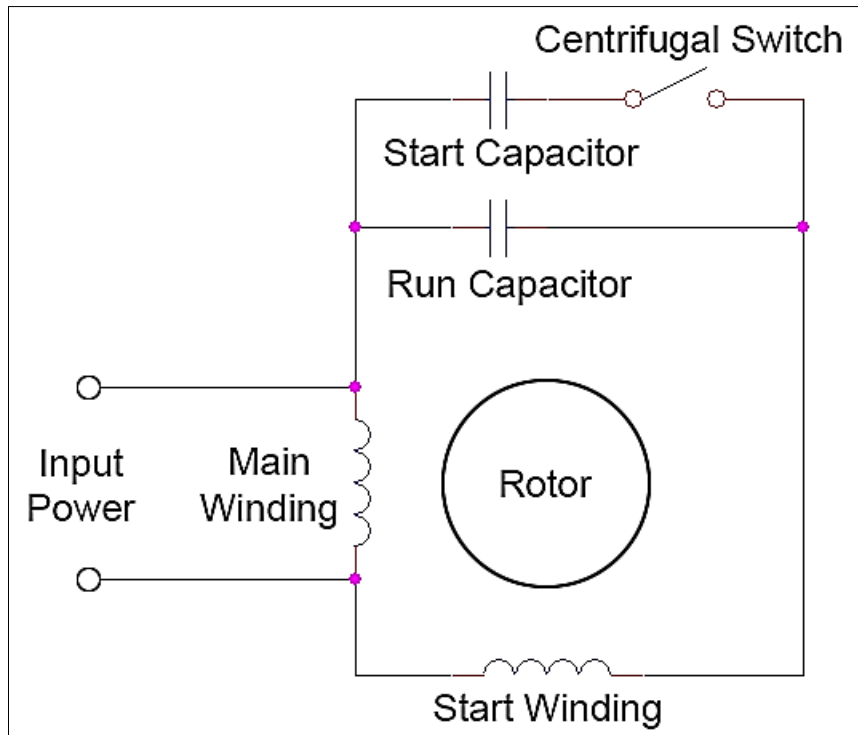 Centrifugal Switch
Start Capacitor
Run Capacitor
Input
Power
Main
Winding
Rotor
Start Winding